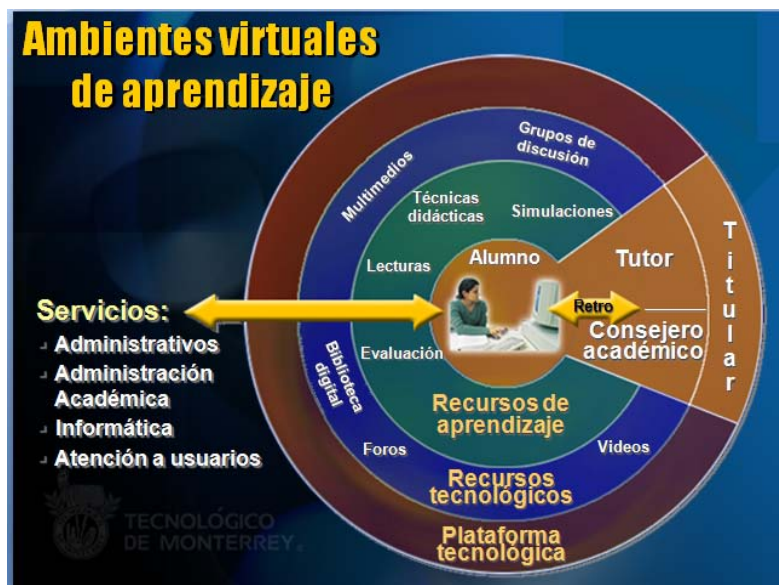 Ambientes virtuales
de aprendizaje
Grupos de
discusión
Multimedios
Técnicas
didácticas
Simulaciones
Lecturas
Alumno
Tutor
Titular
Retro
Consejero
académico
Servicios:
Administrativos
Administración
Académica
Informática
Atención a usuarios
Evaluación
Biblioteca
digital
Recursos de
aprendizaje
Foros
Videos
Recursos
tecnológicos
Plataforma
tecnológica
TECNOLÓGICO
DE MONTERREY.